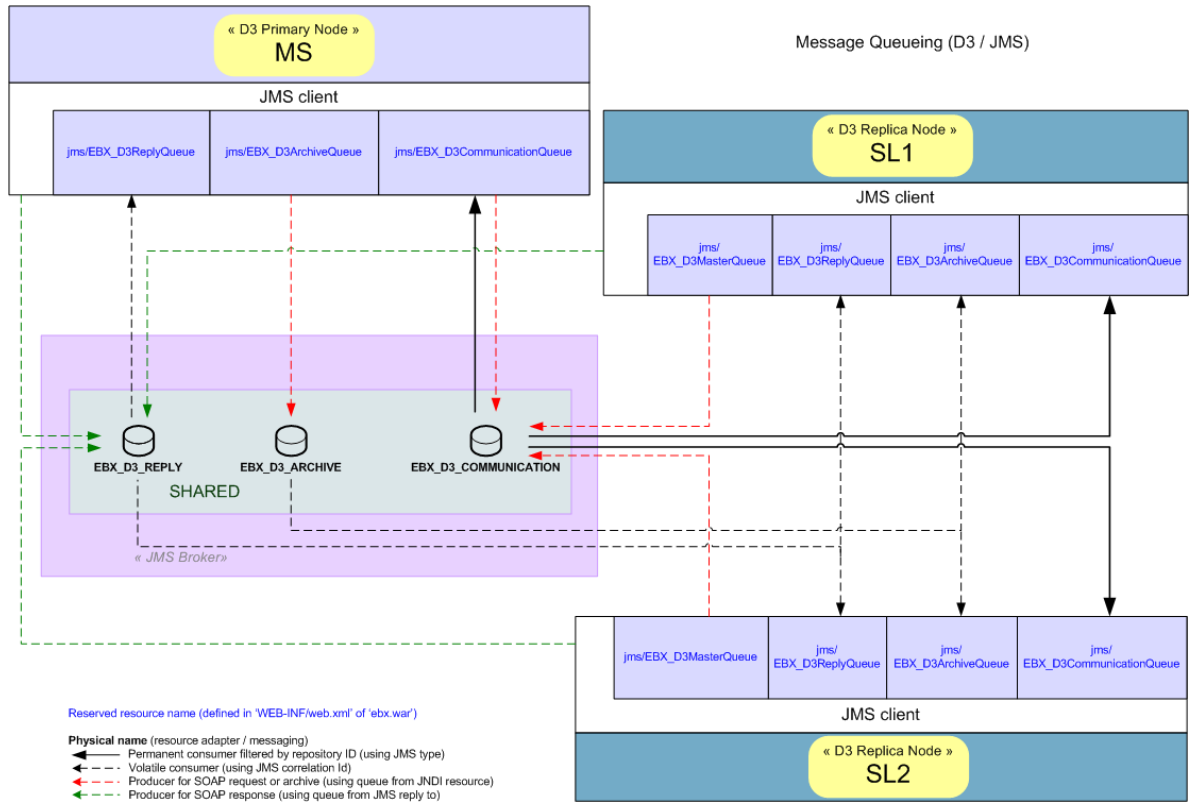 « D3 Primary Node »
MS
Message Queueing (D3 / JMS)
JMS client
jms/EBX_D3ReplyQueue
jms/EBX_D3ArchiveQueue
jms/EBX_D3CommunicationQueue
« D3 Replica Node »
SL1
JMS client
jms/
EBX_D3MasterQueue
jms/
EBX_D3ReplyQueue
jms/
EBX_D3ArchiveQueue
jms/
EBX_D3CommunicationQueue
EBX_D3_REPLY
EBX_D3_ARCHIVE
EBX_D3_COMMUNICATION
SHARED
« JMS Broker»
jms/EBX_D3MasterQueue
jms/
EBX_D3ReplyQueue
jms/
EBX_D3ArchiveQueue
jms/
EBX_D3CommunicationQueue
JMS client
« D3 Replica Node »
SL2
Reserved resource name (defined in ‘WEB-INF/web.xml’ of ‘ebx.war’)
Physical name (resource adapter / messaging)
Permanent consumer filtered by repository ID (using JMS type)
Volatile consumer (using JMS correlation Id)
Producer for SOAP request or archive (using queue from JNDI resource)
Producer for SOAP response (using queue from JMS reply to)